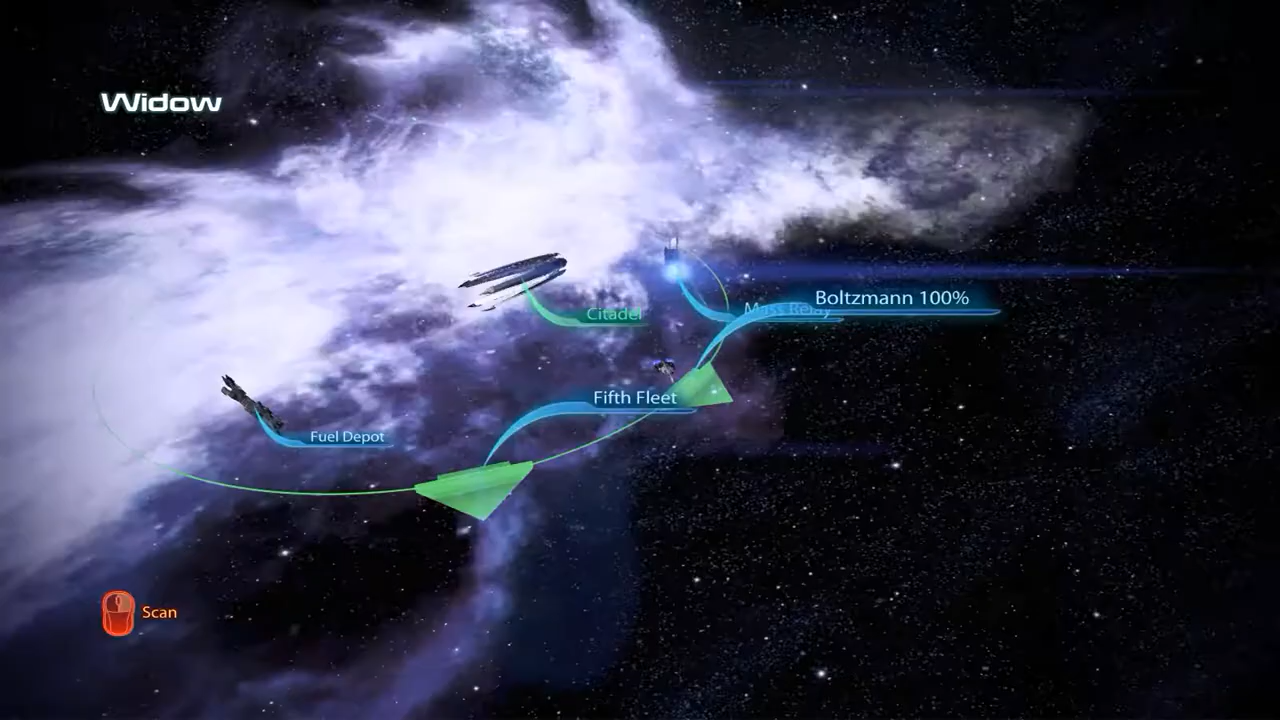 Widow
Boltzmann 100%
Mass Relay
Citadel
Fifth Fleet
Fuel Depot
Scan